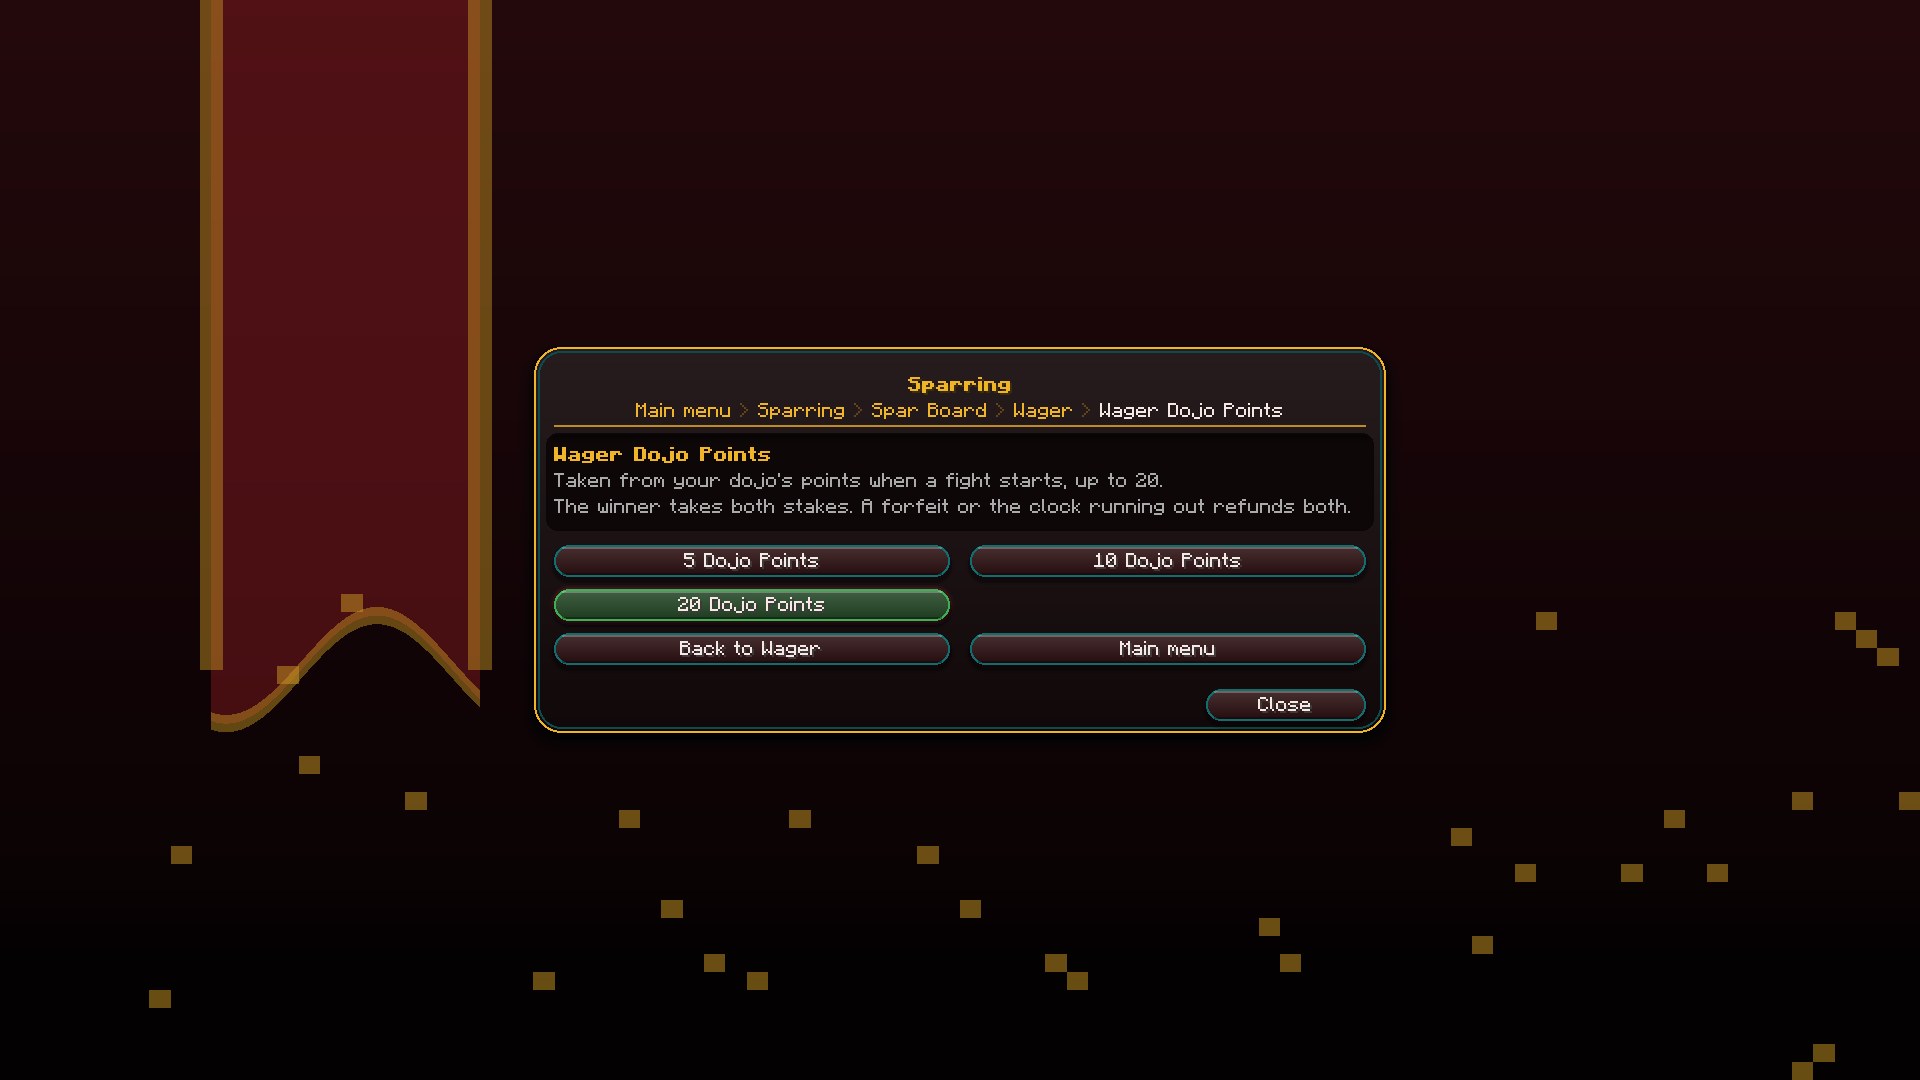 Sparring
Main menu > Sparring > Spar Board > Wager > Wager Dojo Points
Wager Dojo Points
Taken from your dojo's points when a fight starts, up to 20.
The winner takes both stakes. A forfeit or the clock running out refunds both.
5 Dojo Points
10 Dojo Points
20 Dojo Points
Back to Wager
Main menu
Close